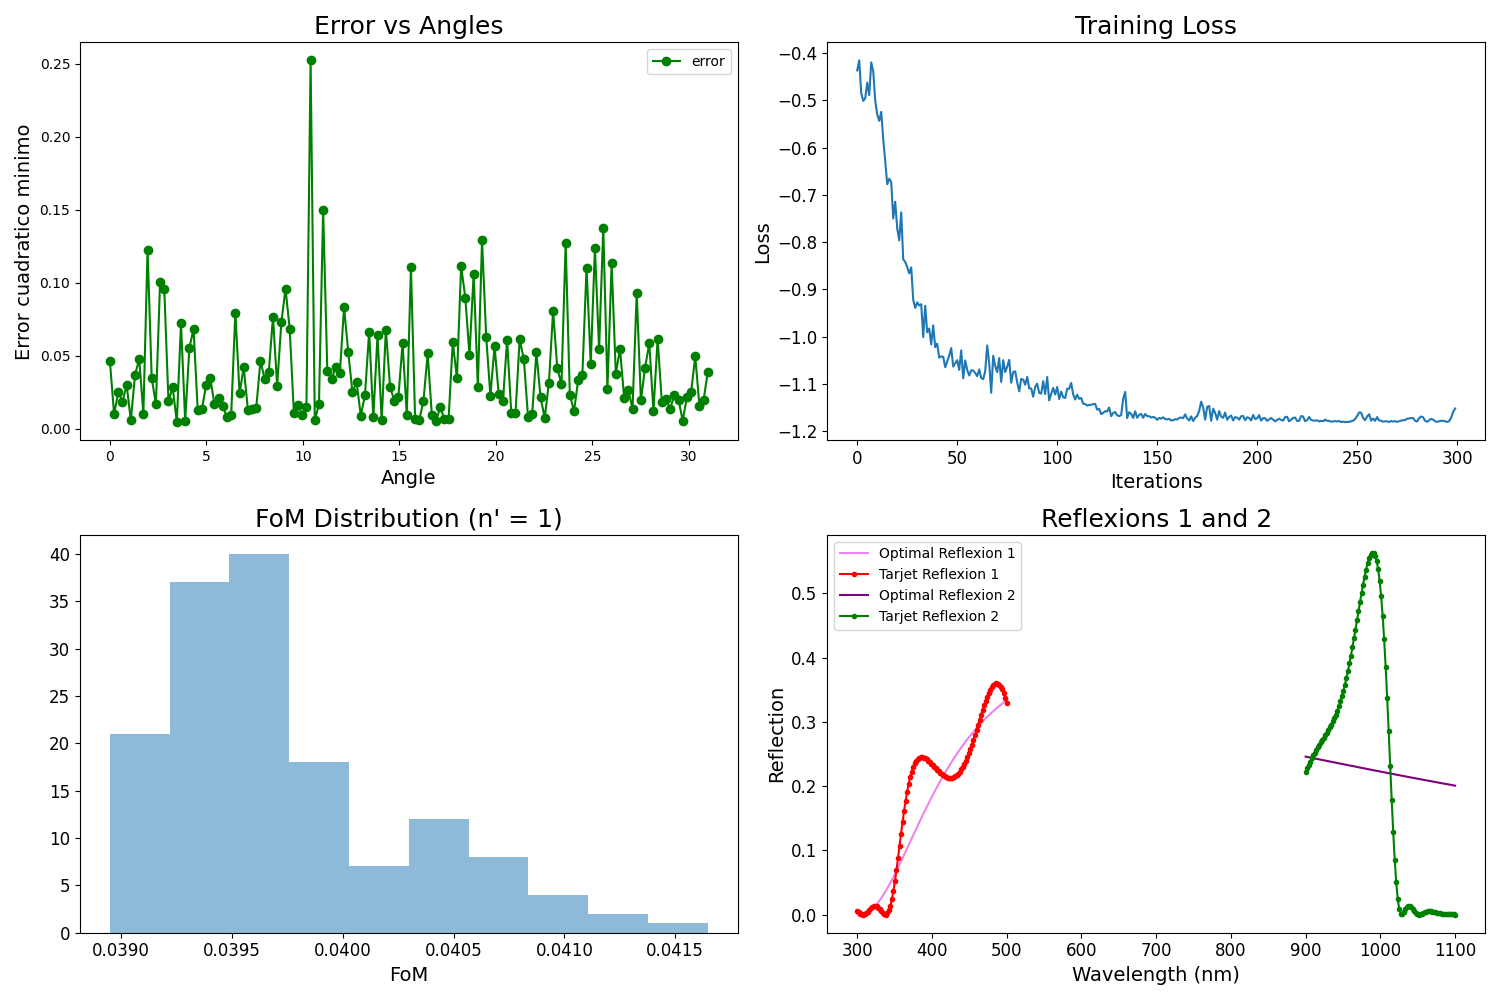 Error vs Angles
error
0.25
0.20
0.15
0.10
0.05
0.00
Error cuadratico minimo
0 5 10 15 20 25 30
Angle
Training Loss
−0.4
−0.5
−0.6
−0.7
−0.8
−0.9
−1.0
−1.1
−1.2
Loss
0 50 100 150 200 250 300
Iterations
FoM Distribution (n' = 1)
40
35
30
25
20
15
10
5
0
0.0390 0.0395 0.0400 0.0405 0.0410 0.0415
FoM
Reflexions 1 and 2
Optimal Reflexion 1
Tarjet Reflexion 1
Optimal Reflexion 2
Tarjet Reflexion 2
0.5
0.4
0.3
0.2
0.1
0.0
Reflection
300 400 500 600 700 800 900 1000 1100
Wavelength (nm)